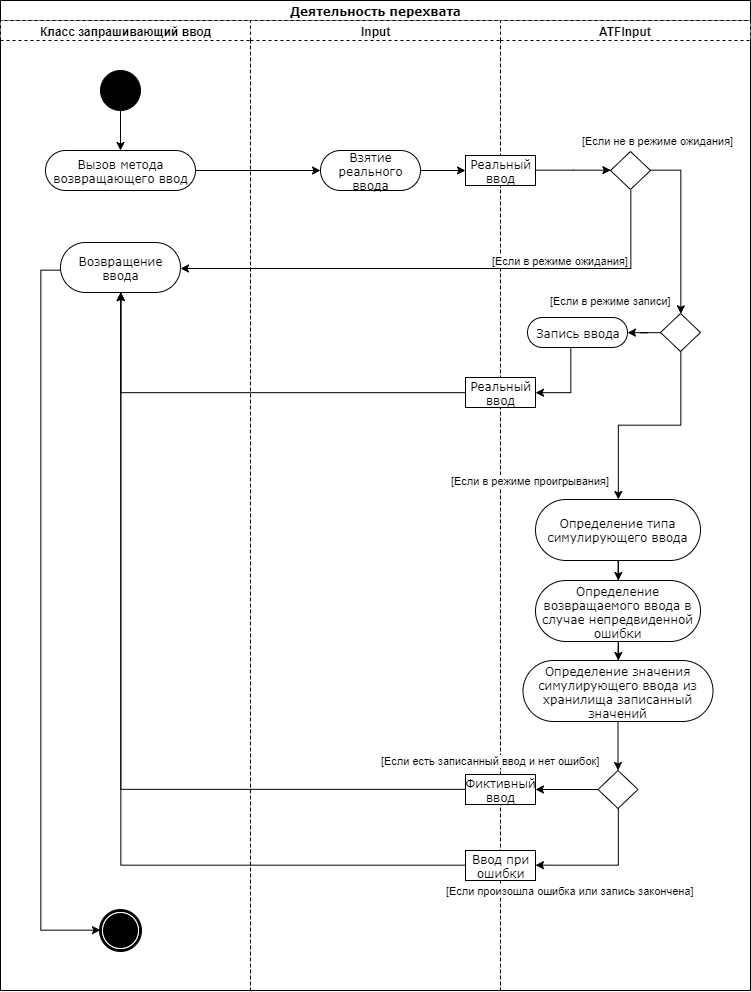 Деятельность перехвата
Класс запрашивающий ввод
Input
ATFInput
[Если не в режиме ожидания]
Вызов метода
возвращающего ввод
Взятие
реального
ввода
Реальный
ввод
Возвращение
ввода
[Если в режиме ожидания]
[Если в режиме записи]
Запись ввода
Реальный
ввод
[Если в режиме проигрывания]
Определение типа
симулирующего ввода
Определение
возвращаемого ввода в
случае непредвиденной
ошибки
Определение значения
симулирующего ввода из
хранилища записанный
значений
[Если есть записанный ввод и нет ошибок]
Фиктивный
ввод
Ввод при
ошибки
[Если произошла ошибка или запись закончена]